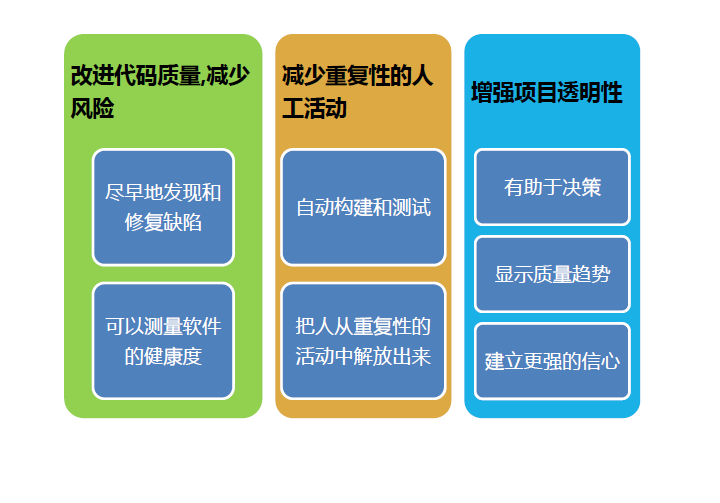 改进代码质量,减少
风险
尽早地发现和
修复缺陷
可以测量软件
的健康度
减少重复性的人
工活动
自动构建和测试
把人从重复性的
活动中解放出来
增强项目透明性
有助于决策
显示质量趋势
建立更强的信心